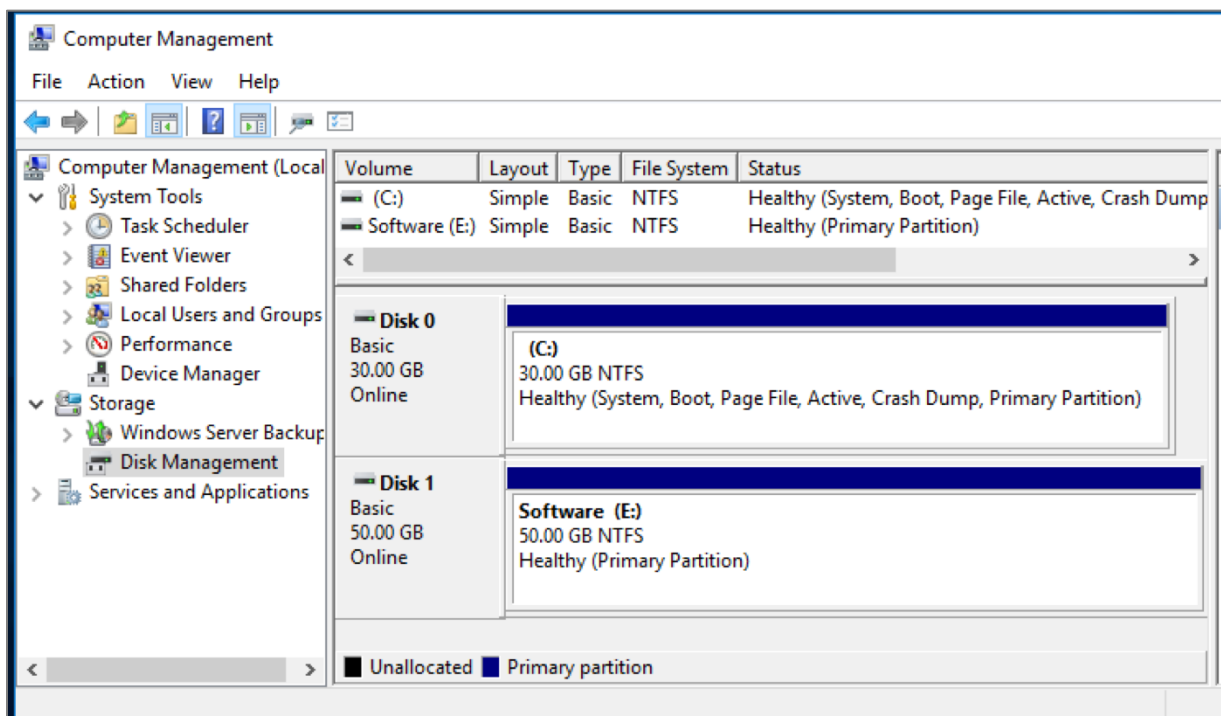 Computer Management
File Action View Help
Computer Management (Local
System Tools
Task Scheduler
Event Viewer
Shared Folders
Local Users and Groups
Performance
Device Manager
Storage
Windows Server Backup
Disk Management
Services and Applications
Volume Layout Type File System Status
(C:) Simple Basic NTFS Healthy (System, Boot, Page File, Active, Crash Dump
Software (E:) Simple Basic NTFS Healthy (Primary Partition)
Disk 0
Basic
30.00 GB
Online
(C:)
30.00 GB NTFS
Healthy (System, Boot, Page File, Active, Crash Dump, Primary Partition)
Disk 1
Basic
50.00 GB
Online
Software (E:)
50.00 GB NTFS
Healthy (Primary Partition)
Unallocated Primary partition